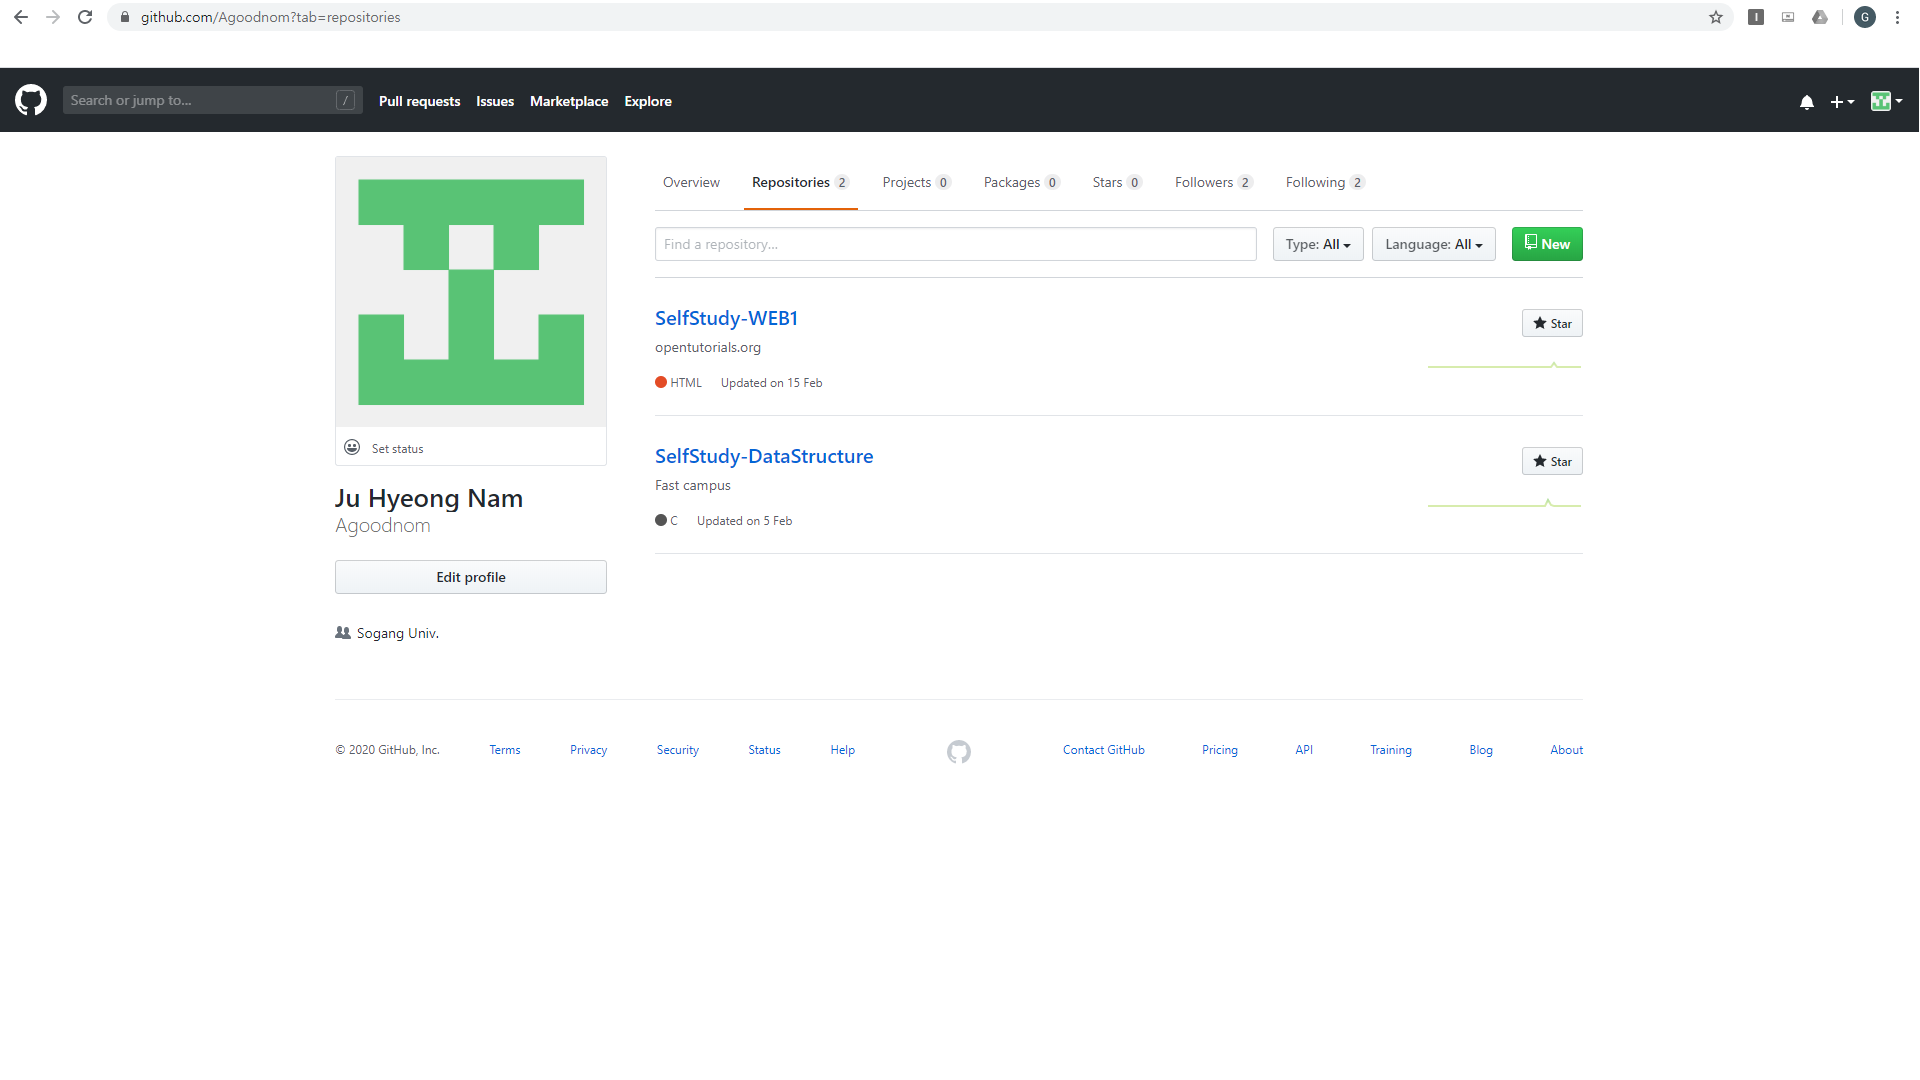 github.com/Agoodnom?tab=repositories
I
G
Search or jump to... / Pull requests Issues Marketplace Explore
Overview Repositories 2 Projects 0 Packages 0 Stars 0 Followers 2 Following 2
Find a repository... Type: All Language: All New
SelfStudy-WEB1 Star
opentutorials.org
HTML Updated on 15 Feb
Set status
SelfStudy-DataStructure Star
Fast campus
C Updated on 5 Feb
Ju Hyeong Nam
Agoodnom
Edit profile
Sogang Univ.
© 2020 GitHub, Inc. Terms Privacy Security Status Help Contact GitHub Pricing API Training Blog About